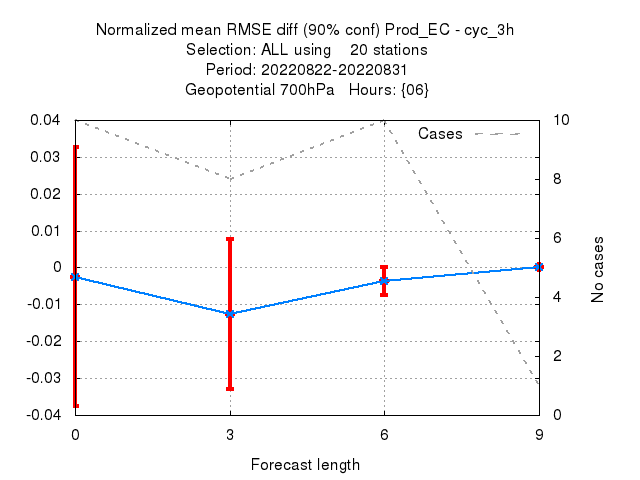 Normalized mean RMSE diff (90% conf) Prod_EC - cyc_3h
Selection: ALL using 20 stations
Period: 20220822-20220831
Geopotential 700hPa Hours: {06}
Cases
0.04
0.03
0.02
0.01
0
-0.01
-0.02
-0.03
-0.04
10
8
6
4
2
0
No cases
0 3 6 9
Forecast length